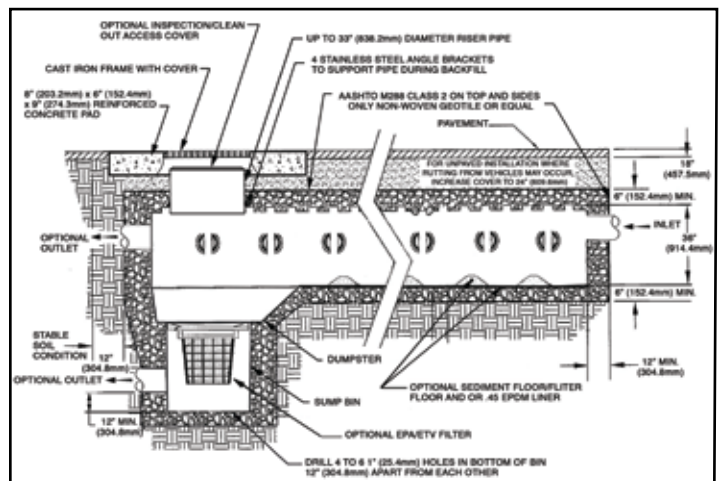 OPTIONAL INSPECTION/CLEAN
OUT ACCESS COVER
UP TO 33" (838.2mm) DIAMETER RISER PIPE
4 STAINLESS STEEL ANGLE BRACKETS
TO SUPPORT PIPE DURING BACKFILL
CAST IRON FRAME WITH COVER
AASHTO M288 CLASS 2 ON TOP AND SIDES
ONLY NON-WOVEN GEOTILE OR EQUAL
8" (203.2mm) x 6" (152.4mm)
x 9" (274.3mm) REINFORCED
CONCRETE PAD
PAVEMENT
FOR UNPAVED INSTALLATION WHERE
RUTTING FROM VEHICLES MAY OCCUR,
INCREASE COVER TO 24" (609.6mm)
18"
(457.5mm)
6" (152.4mm) MIN.
OPTIONAL
OUTLET
INLET
36"
(914.4mm)
6" (152.4mm) MIN.
STABLE
SOIL
CONDITION
12"
(304.8mm)
DUMPSTER
12" MIN.
(304.8mm)
OPTIONAL OUTLET
OPTIONAL SEDIMENT FLOOR/FLITER
FLOOR AND OR .45 EPDM LINER
SUMP BIN
12" MIN.
(304.8mm)
OPTIONAL EPA/ETV FILTER
DRILL 4 TO 6 1" (25.4mm) HOLES IN BOTTOM OF BIN
12" (304.8mm) APART FROM EACH OTHER